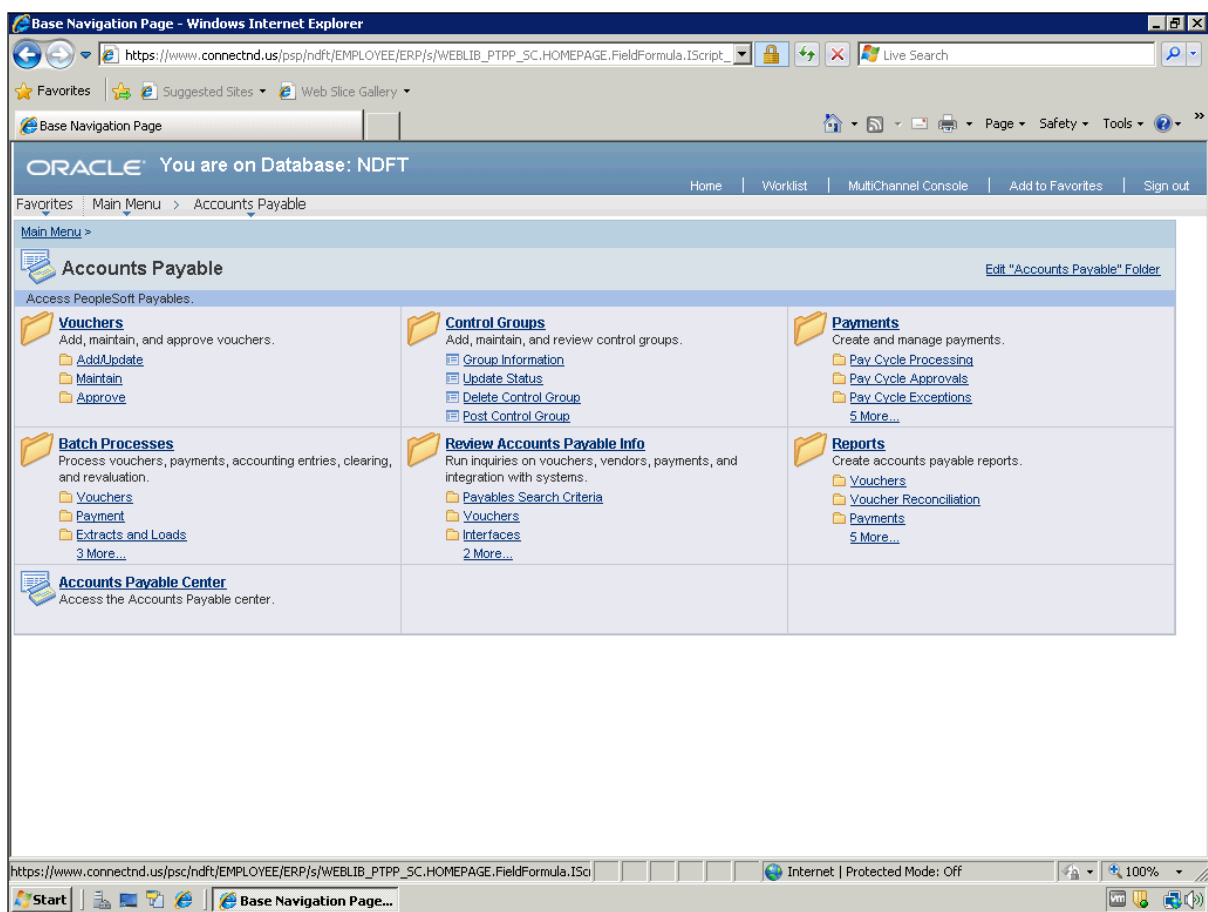 Base Navigation Page - Windows Internet Explorer
https://www.connectnd.us/psp/ndft/EMPLOYEE/ERP/s/WEBLIB_PTPP_SC.HOMEPAGE.FieldFormula.IScript_
Live Search
Favorites Suggested Sites Web Slice Gallery
Base Navigation Page
Page Safety Tools
ORACLE You are on Database: NDFT
Home | Worklist | MultiChannel Console | Add to Favorites | Sign out
Favorites Main Menu > Accounts Payable
Main Menu >
Accounts Payable
Edit "Accounts Payable" Folder
Access PeopleSoft Payables.
Vouchers
Add, maintain, and approve vouchers.
Add/Update
Maintain
Approve
Control Groups
Add, maintain, and review control groups.
Group Information
Update Status
Delete Control Group
Post Control Group
Payments
Create and manage payments.
Pay Cycle Processing
Pay Cycle Approvals
Pay Cycle Exceptions
5 More...
Batch Processes
Process vouchers, payments, accounting entries, clearing,
and revaluation.
Vouchers
Payment
Extracts and Loads
3 More...
Review Accounts Payable Info
Run inquiries on vouchers, vendors, payments, and
integration with systems.
Payables Search Criteria
Vouchers
Interfaces
2 More...
Reports
Create accounts payable reports.
Vouchers
Voucher Reconciliation
Payments
5 More...
Accounts Payable Center
Access the Accounts Payable center.
https://www.connectnd.us/psc/ndft/EMPLOYEE/ERP/s/WEBLIB_PTPP_SC.HOMEPAGE.FieldFormula.ISc
Internet | Protected Mode: Off
100%
Start
Base Navigation Page...
vm